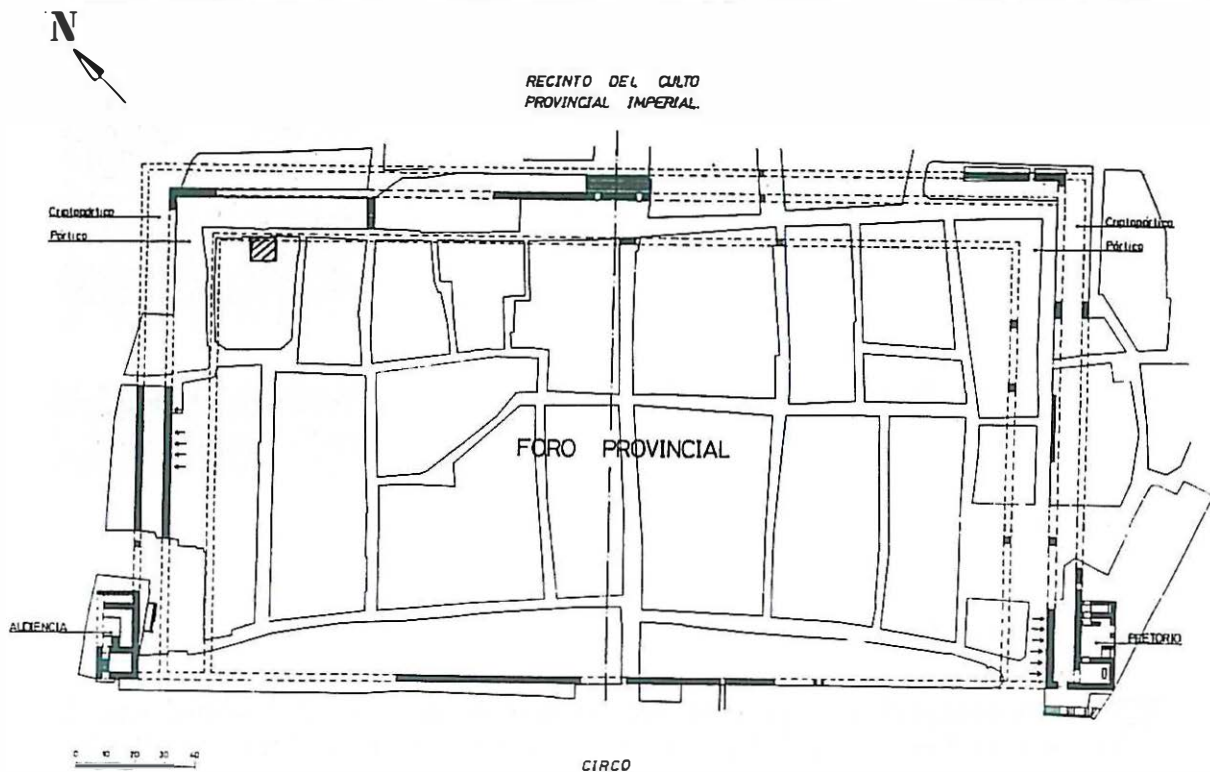 N
RECINTO DEL CULTO
PROVINCIAL IMPERIAL.
Criptopórtico
Pórtico
Criptopórtico
Pórtico
FORO PROVINCIAL
AUDIENCIA
PRETORIO
0 10 20 30 40
CIRCO